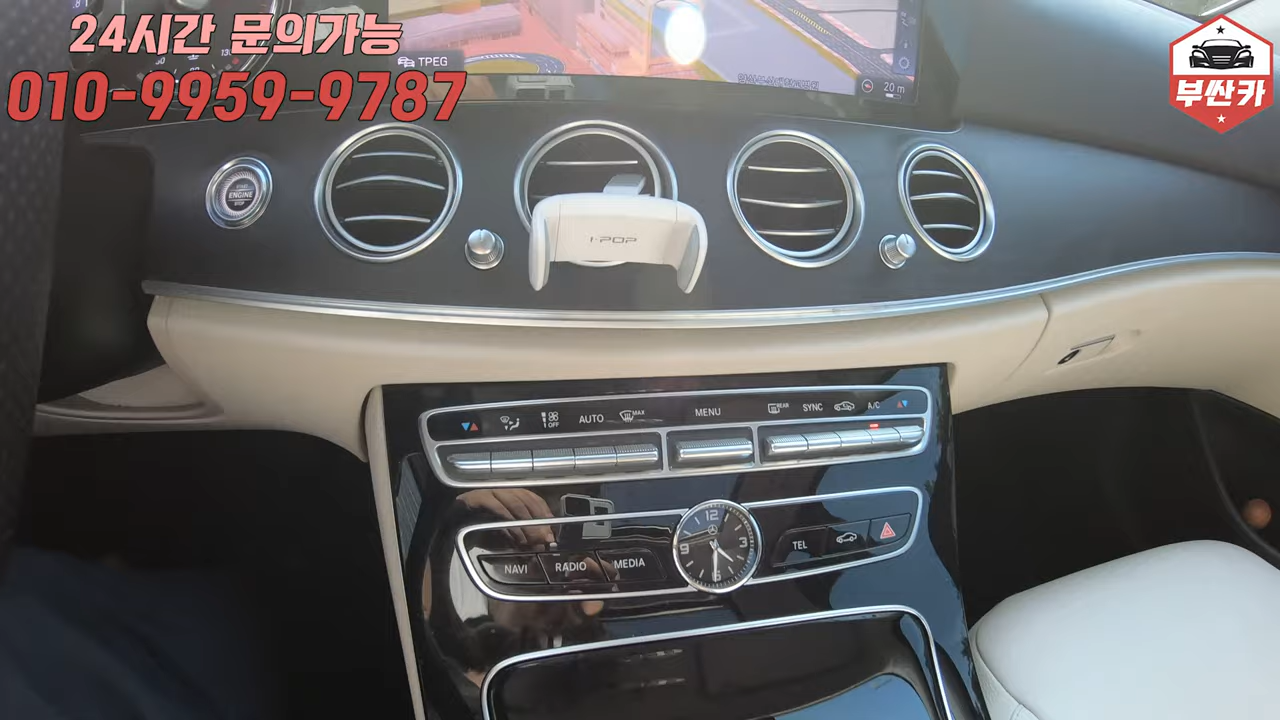 24시간 문의가능
010-9959-9787
부싼카
TPEG
20 m
START
ENGINE
STOP
I-POP
OFF
AUTO
MAX
MENU
REAR
SYNC
A/C
12
3
9
6
NAVI
RADIO
MEDIA
TEL